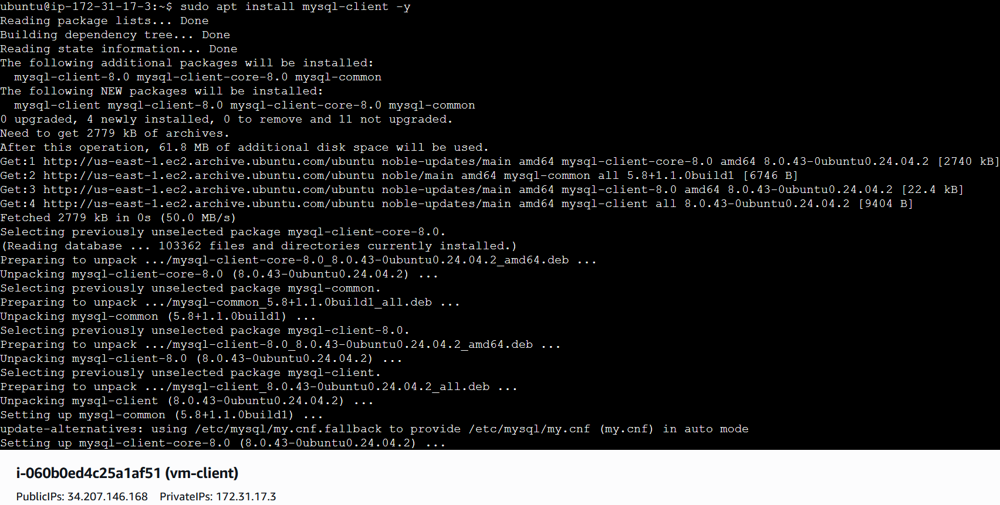 ubuntu@ip-172-31-17-3:~$ sudo apt install mysql-client -y
Reading package lists... Done
Building dependency tree... Done
Reading state information... Done
The following additional packages will be installed:
  mysql-client-8.0 mysql-client-core-8.0 mysql-common
The following NEW packages will be installed:
  mysql-client mysql-client-8.0 mysql-client-core-8.0 mysql-common
0 upgraded, 4 newly installed, 0 to remove and 11 not upgraded.
Need to get 2779 kB of archives.
After this operation, 61.8 MB of additional disk space will be used.
Get:1 http://us-east-1.ec2.archive.ubuntu.com/ubuntu noble-updates/main amd64 mysql-client-core-8.0 amd64 8.0.43-0ubuntu0.24.04.2 [2740 kB]
Get:2 http://us-east-1.ec2.archive.ubuntu.com/ubuntu noble/main amd64 mysql-common all 5.8+1.1.0build1 [6746 B]
Get:3 http://us-east-1.ec2.archive.ubuntu.com/ubuntu noble-updates/main amd64 mysql-client-8.0 amd64 8.0.43-0ubuntu0.24.04.2 [22.4 kB]
Get:4 http://us-east-1.ec2.archive.ubuntu.com/ubuntu noble-updates/main amd64 mysql-client all 8.0.43-0ubuntu0.24.04.2 [9404 B]
Fetched 2779 kB in 0s (50.0 MB/s)
Selecting previously unselected package mysql-client-core-8.0.
(Reading database ... 103362 files and directories currently installed.)
Preparing to unpack .../mysql-client-core-8.0_8.0.43-0ubuntu0.24.04.2_amd64.deb ...
Unpacking mysql-client-core-8.0 (8.0.43-0ubuntu0.24.04.2) ...
Selecting previously unselected package mysql-common.
Preparing to unpack .../mysql-common_5.8+1.1.0build1_all.deb ...
Unpacking mysql-common (5.8+1.1.0build1) ...
Selecting previously unselected package mysql-client-8.0.
Preparing to unpack .../mysql-client-8.0_8.0.43-0ubuntu0.24.04.2_amd64.deb ...
Unpacking mysql-client-8.0 (8.0.43-0ubuntu0.24.04.2) ...
Selecting previously unselected package mysql-client.
Preparing to unpack .../mysql-client_8.0.43-0ubuntu0.24.04.2_all.deb ...
Unpacking mysql-client (8.0.43-0ubuntu0.24.04.2) ...
Setting up mysql-common (5.8+1.1.0build1) ...
update-alternatives: using /etc/mysql/my.cnf.fallback to provide /etc/mysql/my.cnf (my.cnf) in auto mode
Setting up mysql-client-core-8.0 (8.0.43-0ubuntu0.24.04.2) ...
i-060b0ed4c25a1af51 (vm-client)
PublicIPs: 34.207.146.168 PrivateIPs: 172.31.17.3